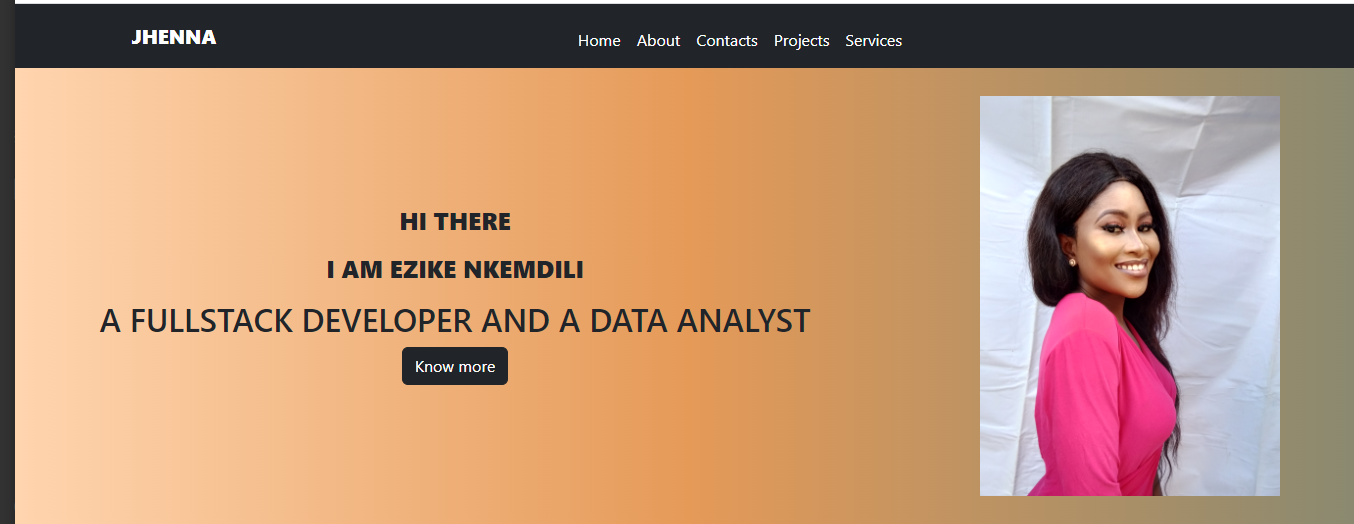 JHENNA
Home About Contacts Projects Services
HI THERE
I AM EZIKE NKEMDILI
A FULLSTACK DEVELOPER AND A DATA ANALYST
Know more